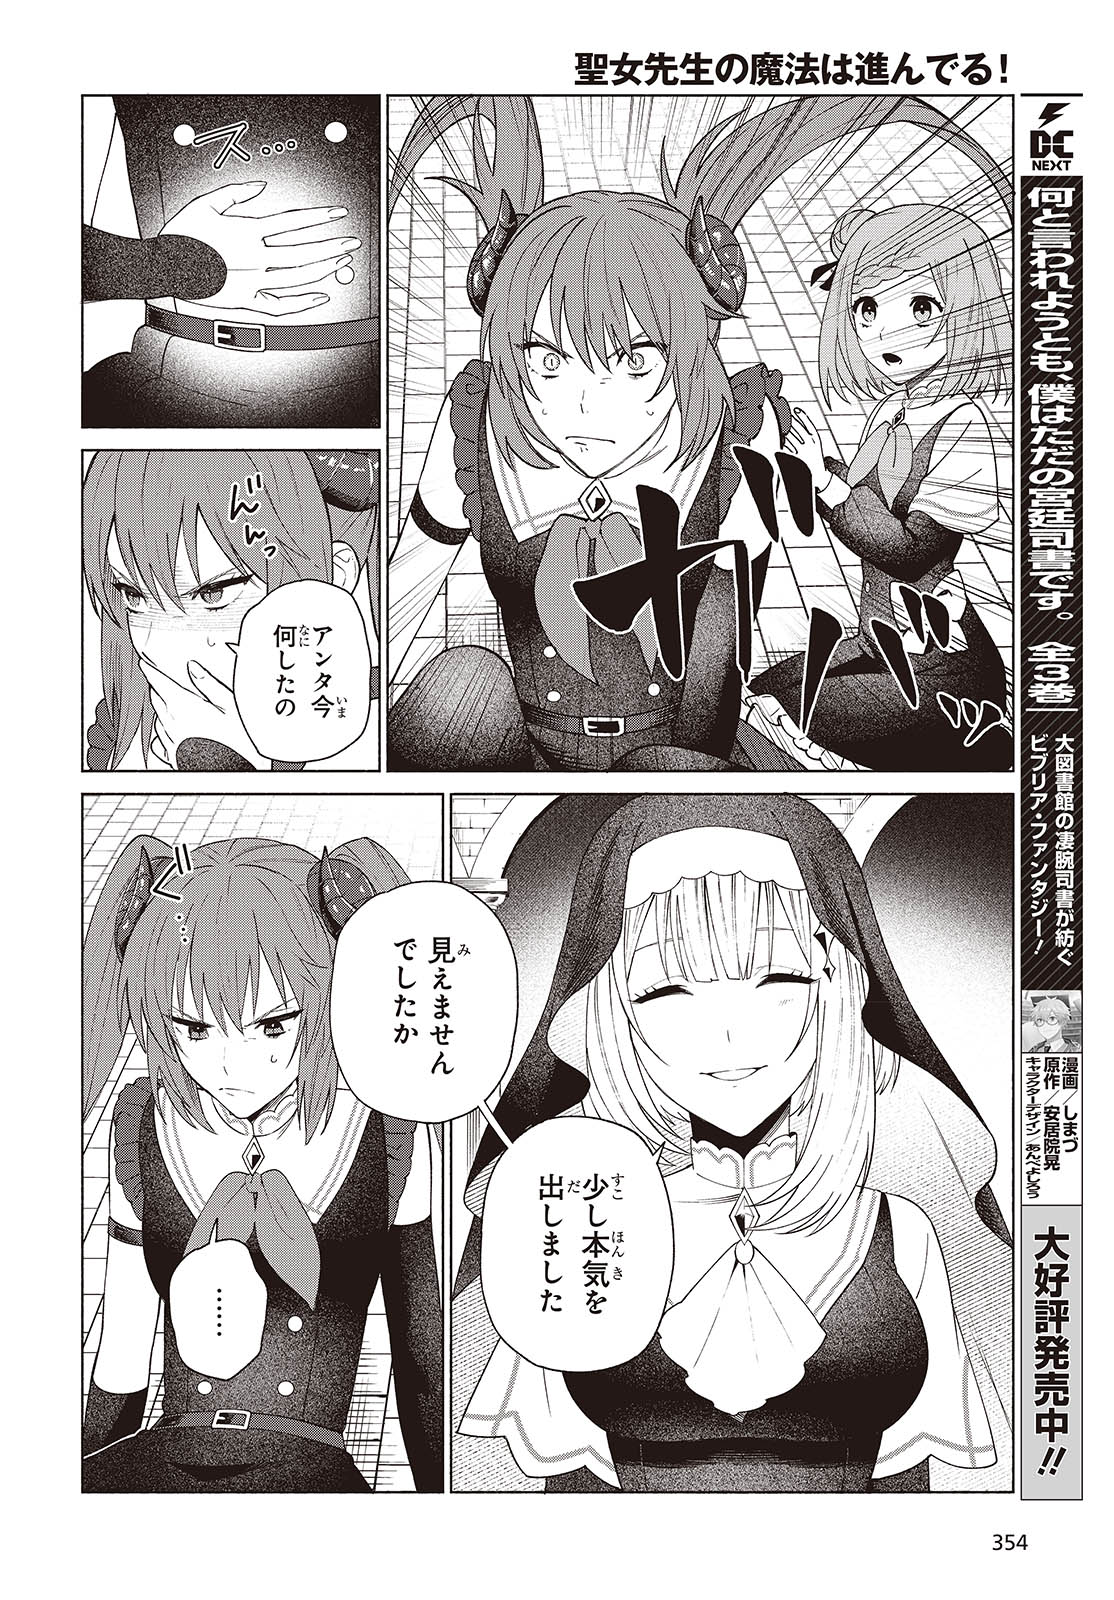 聖女先生の魔法は進んでる！
DC
NEXT
何と言われようとも、僕はただの宮廷司書です。 全3巻
大図書館の凄腕司書が紡ぐ
ビブリア・ファンタジー！
漫画／しまづ
原作／安居院晃
キャラクターデザイン／あんべよしろう
大好評発売中!!
ガバッ
ス…
じんじんっ
アンタ今
何したの
見えません
でしたか
少し本気を
出しました
……
354